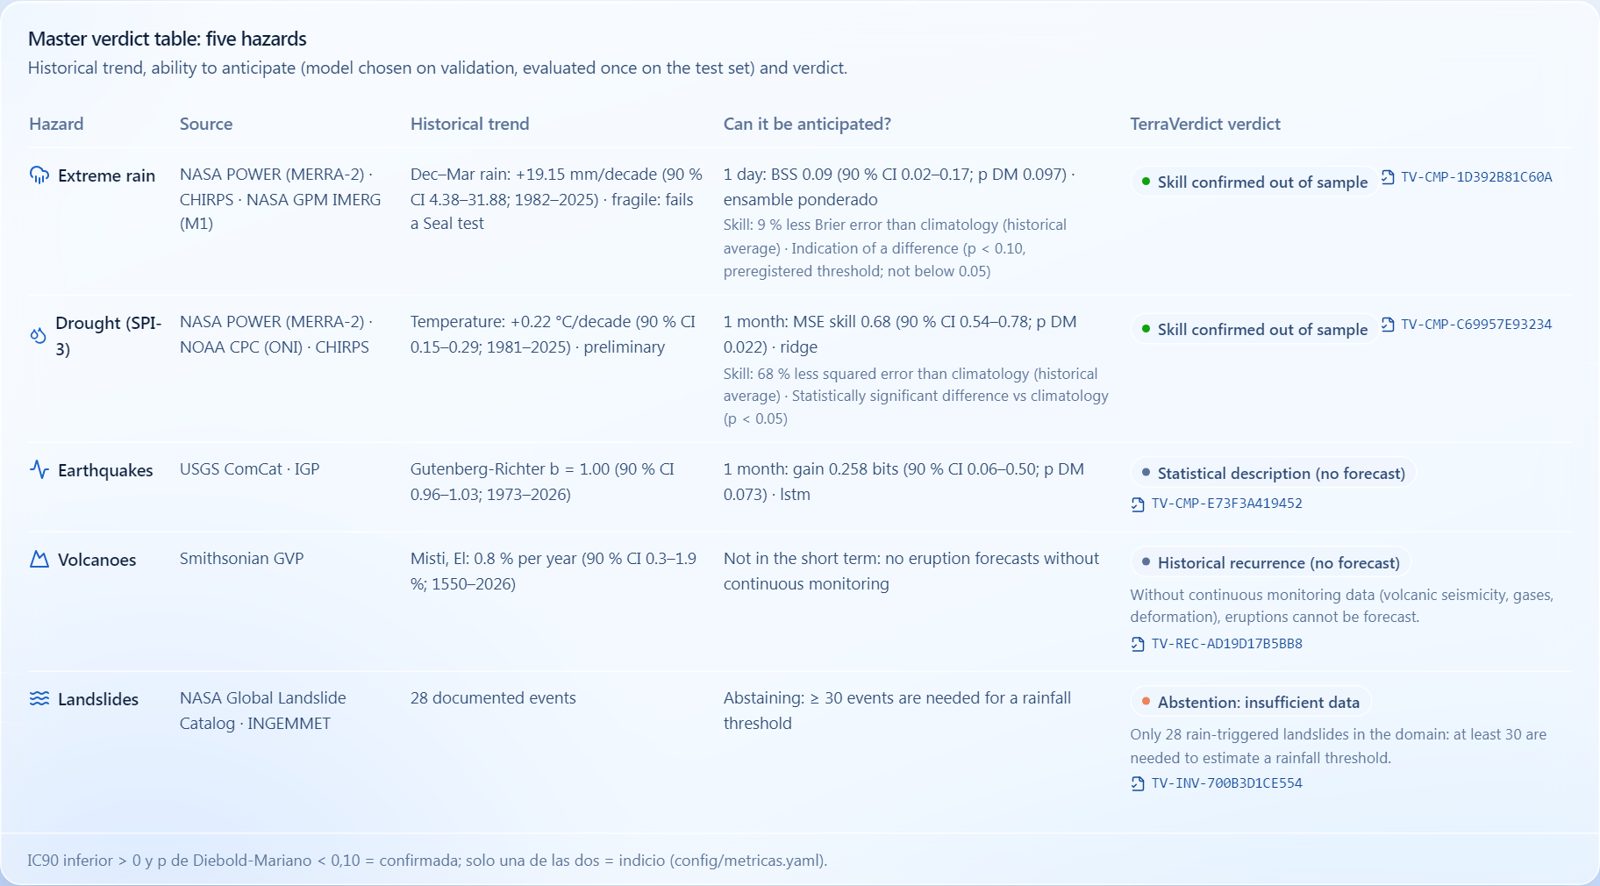 Master verdict table: five hazards
Historical trend, ability to anticipate (model chosen on validation, evaluated once on the test set) and verdict.
Hazard
Source
Historical trend
Can it be anticipated?
TerraVerdict verdict
Extreme rain
NASA POWER (MERRA-2) ·
CHIRPS · NASA GPM IMERG
(M1)
Dec–Mar rain: +19.15 mm/decade (90 %
CI 4.38–31.88; 1982–2025) · fragile: fails
a Seal test
1 day: BSS 0.09 (90 % CI 0.02–0.17; p DM 0.097) ·
ensamble ponderado
Skill: 9 % less Brier error than climatology (historical
average) · Indication of a difference (p < 0.10,
preregistered threshold; not below 0.05)
Skill confirmed out of sample
TV-CMP-1D392B81C60A
Drought (SPI-
3)
NASA POWER (MERRA-2) ·
NOAA CPC (ONI) · CHIRPS
Temperature: +0.22 °C/decade (90 % CI
0.15–0.29; 1981–2025) · preliminary
1 month: MSE skill 0.68 (90 % CI 0.54–0.78; p DM
0.022) · ridge
Skill: 68 % less squared error than climatology (historical
average) · Statistically significant difference vs climatology
(p < 0.05)
Skill confirmed out of sample
TV-CMP-C69957E93234
Earthquakes
USGS ComCat · IGP
Gutenberg-Richter b = 1.00 (90 % CI
0.96–1.03; 1973–2026)
1 month: gain 0.258 bits (90 % CI 0.06–0.50; p DM
0.073) · lstm
Statistical description (no forecast)
TV-CMP-E73F3A419452
Volcanoes
Smithsonian GVP
Misti, El: 0.8 % per year (90 % CI 0.3–1.9
%; 1550–2026)
Not in the short term: no eruption forecasts without
continuous monitoring
Historical recurrence (no forecast)
Without continuous monitoring data (volcanic seismicity, gases,
deformation), eruptions cannot be forecast.
TV-REC-AD19D17B5BB8
Landslides
NASA Global Landslide
Catalog · INGEMMET
28 documented events
Abstaining: ≥ 30 events are needed for a rainfall
threshold
Abstention: insufficient data
Only 28 rain-triggered landslides in the domain: at least 30 are
needed to estimate a rainfall threshold.
TV-INV-700B3D1CE554
IC90 inferior > 0 y p de Diebold-Mariano < 0,10 = confirmada; solo una de las dos = indicio (config/metricas.yaml).